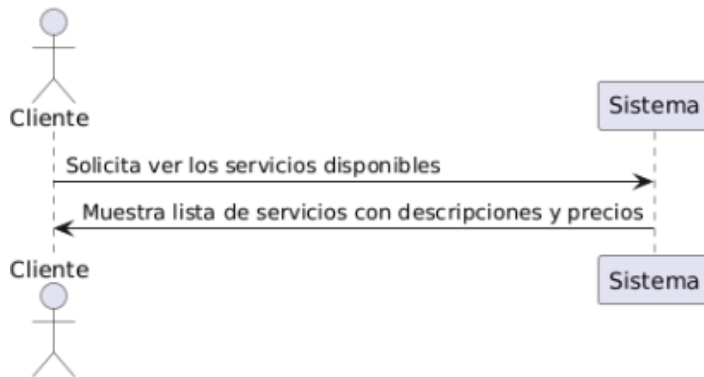 Cliente
Sistema
Solicita ver los servicios disponibles
Muestra lista de servicios con descripciones y precios
Cliente
Sistema